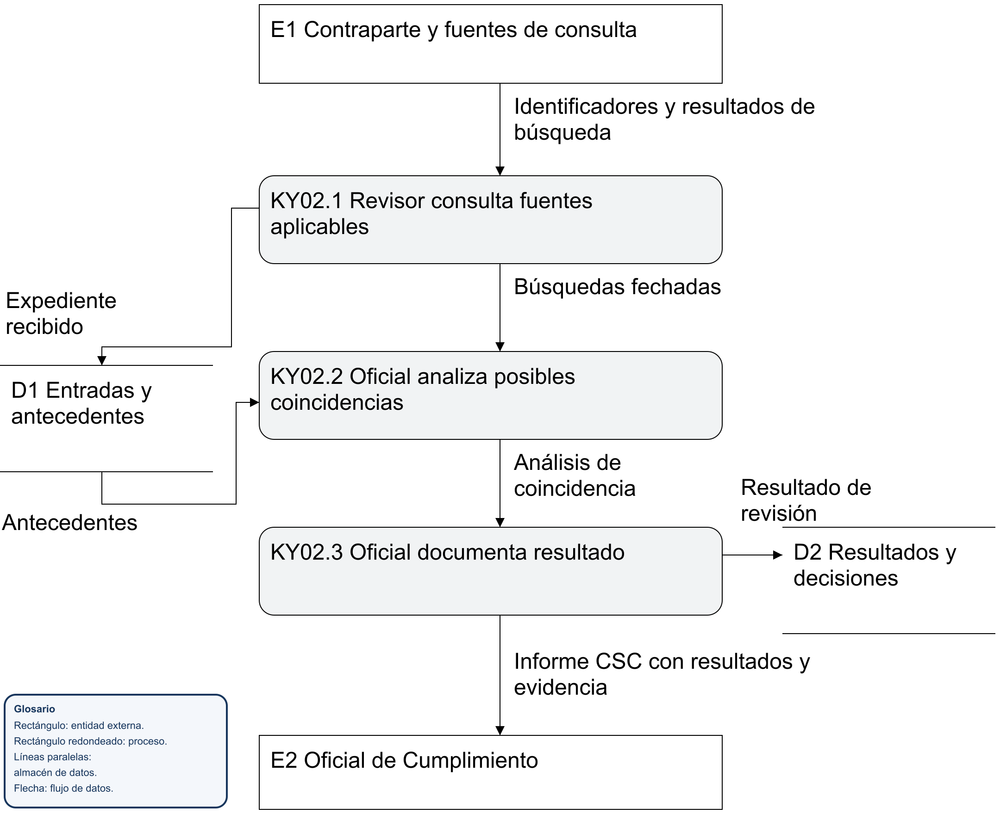 E1 Contraparte y fuentes de consulta
Identificadores y resultados de
búsqueda
KY02.1 Revisor consulta fuentes
aplicables
Búsquedas fechadas
Expediente
recibido
D1 Entradas y
antecedentes
KY02.2 Oficial analiza posibles
coincidencias
Antecedentes
Análisis de
coincidencia
Resultado de
revisión
KY02.3 Oficial documenta resultado
D2 Resultados y
decisiones
Informe CSC con resultados y
evidencia
E2 Oficial de Cumplimiento
Glosario
Rectángulo: entidad externa.
Rectángulo redondeado: proceso.
Líneas paralelas:
almacén de datos.
Flecha: flujo de datos.